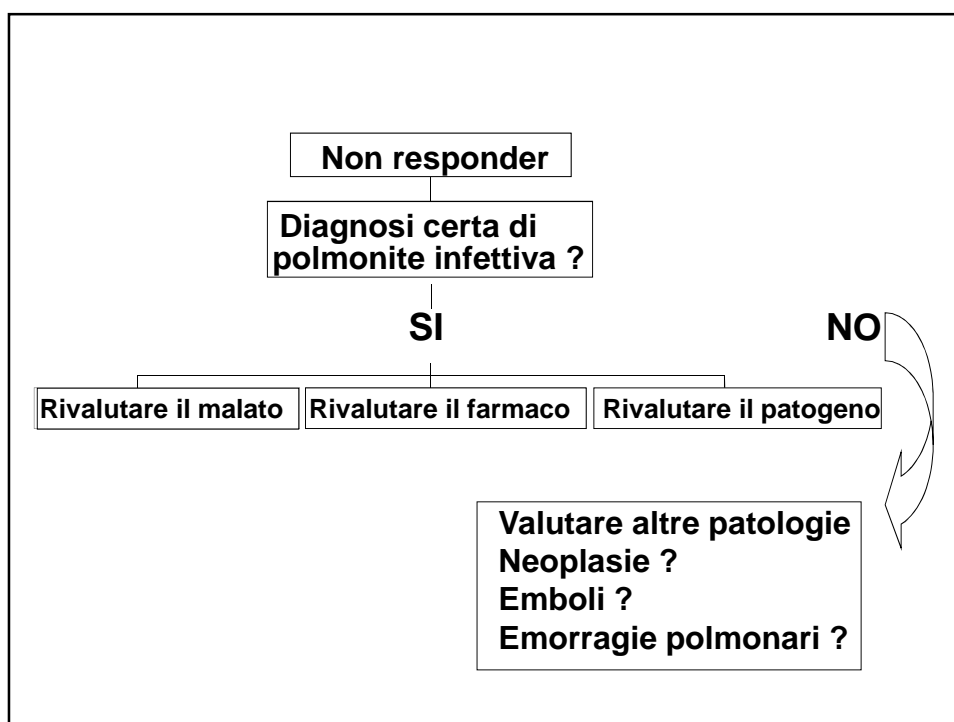 Non responder
Diagnosi certa di
polmonite infettiva ?
SI
NO
Rivalutare il malato
Rivalutare il farmaco
Rivalutare il patogeno
Valutare altre patologie
Neoplasie ?
Emboli ?
Emorragie polmonari ?